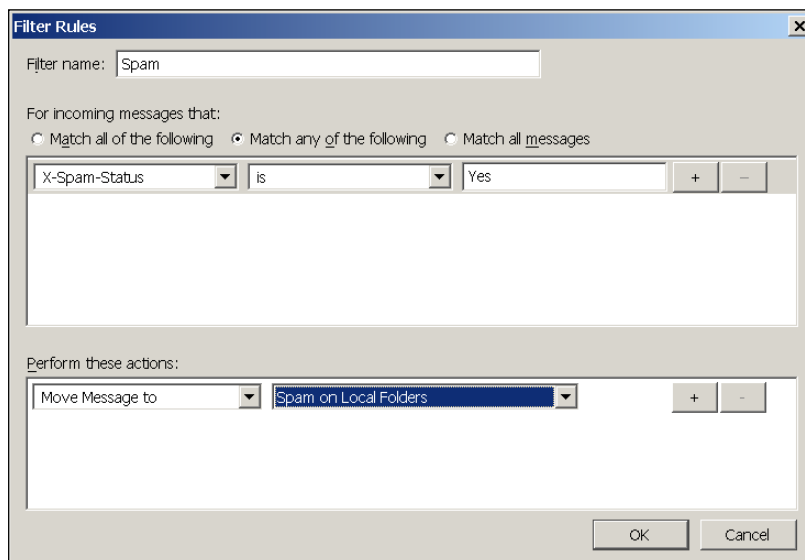 Filter Rules
Filter name: Spam
For incoming messages that:
Match all of the following Match any of the following Match all messages
X-Spam-Status is Yes + –
Perform these actions:
Move Message to Spam on Local Folders + -
OK Cancel